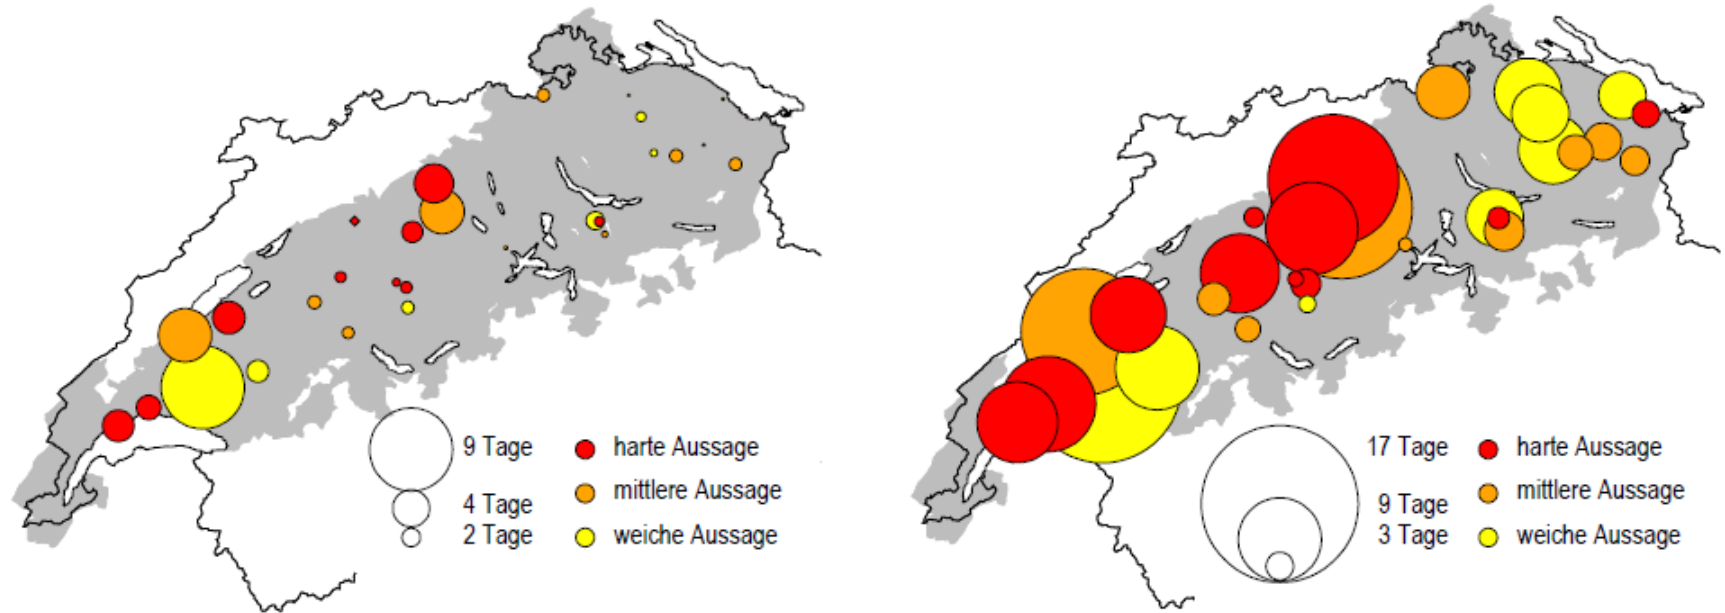 9 Tage
harte Aussage
4 Tage
mittlere Aussage
2 Tage
weiche Aussage
17 Tage
harte Aussage
9 Tage
mittlere Aussage
3 Tage
weiche Aussage